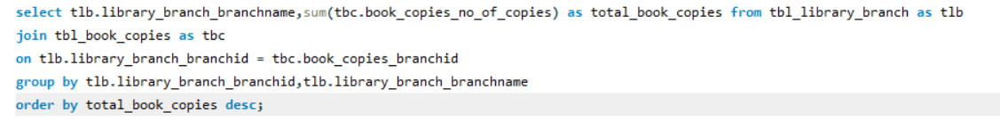 select tlb.library_branch_branchname,sum(tbc.book_copies_no_of_copies) as total_book_copies from tbl_library_branch as tlb
join tbl_book_copies as tbc
on tlb.library_branch_branchid = tbc.book_copies_branchid
group by tlb.library_branch_branchid,tlb.library_branch_branchname
order by total_book_copies desc;